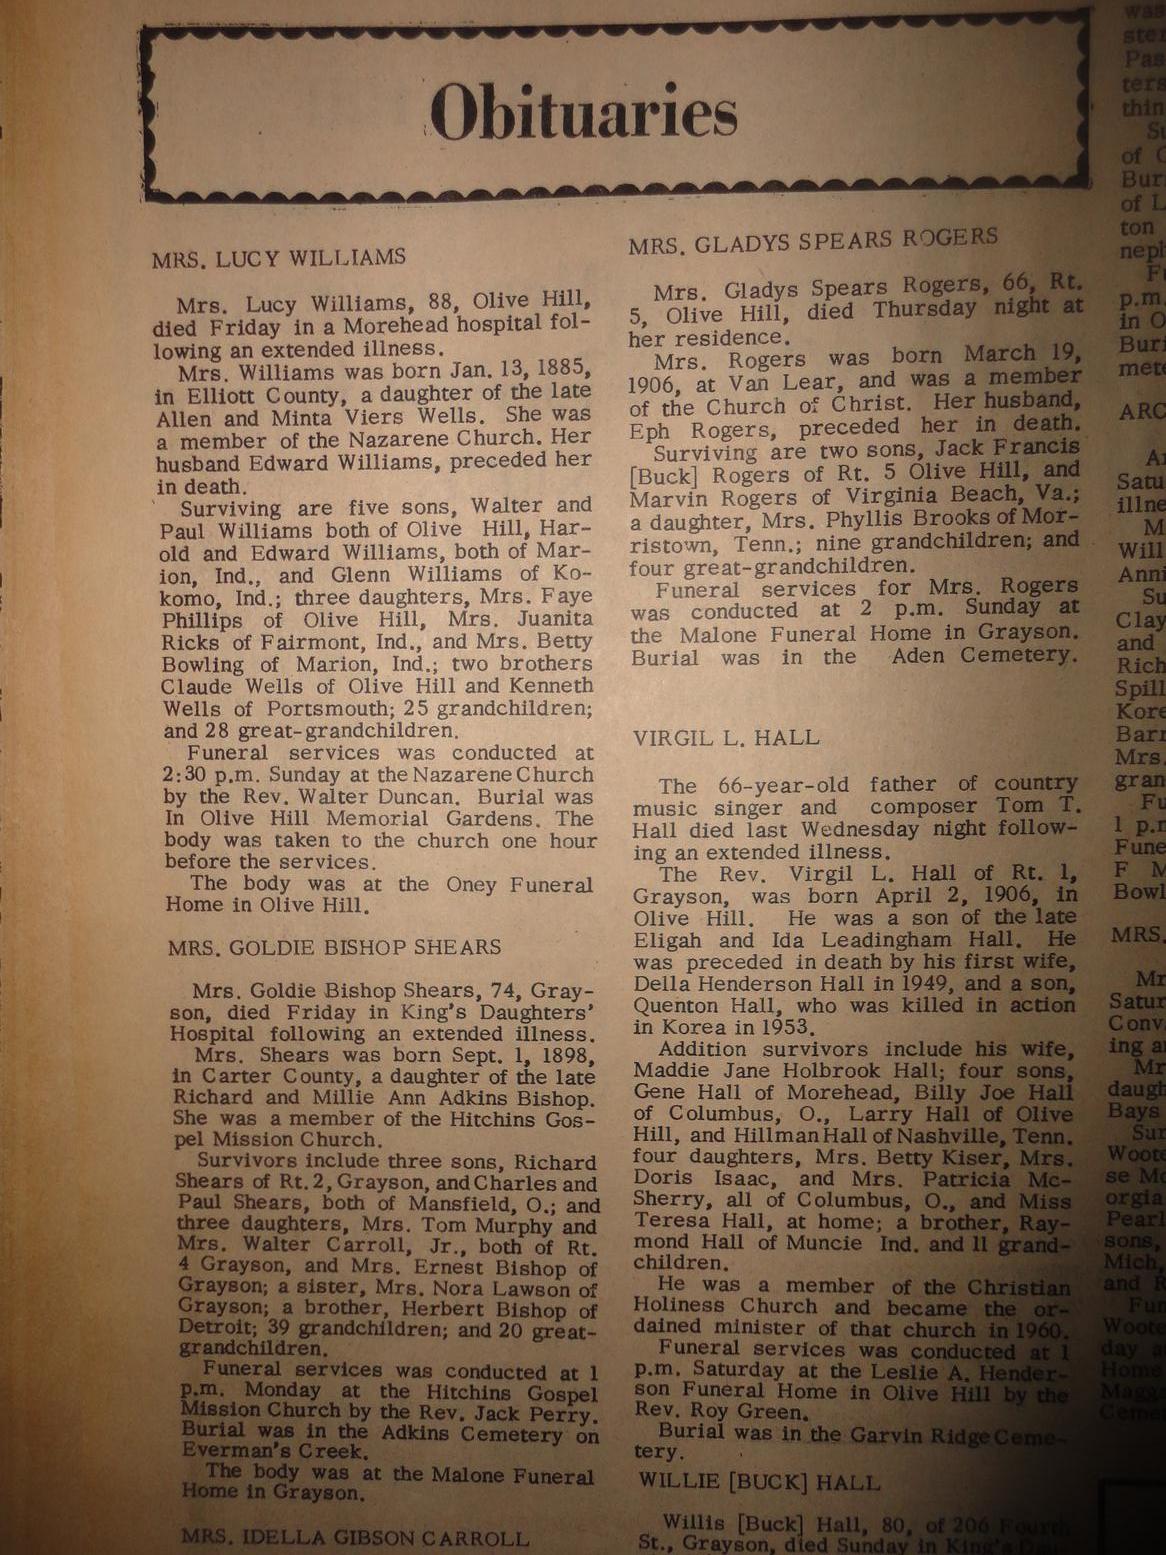 Obituaries
MRS. LUCY WILLIAMS
Mrs. Lucy Williams, 88, Olive Hill,
died Friday in a Morehead hospital fol-
lowing an extended illness.
Mrs. Williams was born Jan. 13, 1885,
in Elliott County, a daughter of the late
Allen and Minta Viers Wells. She was
a member of the Nazarene Church. Her
husband Edward Williams, preceded her
in death.
Surviving are five sons, Walter and
Paul Williams both of Olive Hill, Har-
old and Edward Williams, both of Mar-
ion, Ind., and Glenn Williams of Ko-
komo, Ind.; three daughters, Mrs. Faye
Phillips of Olive Hill, Mrs. Juanita
Ricks of Fairmont, Ind., and Mrs. Betty
Bowling of Marion, Ind.; two brothers
Claude Wells of Olive Hill and Kenneth
Wells of Portsmouth; 25 grandchildren;
and 28 great-grandchildren.
Funeral services was conducted at
2:30 p.m. Sunday at the Nazarene Church
by the Rev. Walter Duncan. Burial was
In Olive Hill Memorial Gardens. The
body was taken to the church one hour
before the services.
The body was at the Oney Funeral
Home in Olive Hill.
MRS. GOLDIE BISHOP SHEARS
Mrs. Goldie Bishop Shears, 74, Gray-
son, died Friday in King's Daughters'
Hospital following an extended illness.
Mrs. Shears was born Sept. 1, 1898,
in Carter County, a daughter of the late
Richard and Millie Ann Adkins Bishop.
She was a member of the Hitchins Gos-
pel Mission Church.
Survivors include three sons, Richard
Shears of Rt. 2, Grayson, and Charles and
Paul Shears, both of Mansfield, O.; and
three daughters, Mrs. Tom Murphy and
Mrs. Walter Carroll, Jr., both of Rt.
4 Grayson, and Mrs. Ernest Bishop of
Grayson; a sister, Mrs. Nora Lawson of
Grayson; a brother, Herbert Bishop of
Detroit; 39 grandchildren; and 20 great-
grandchildren.
Funeral services was conducted at 1
p.m. Monday at the Hitchins Gospel
Mission Church by the Rev. Jack Perry.
Burial was in the Adkins Cemetery on
Everman's Creek.
The body was at the Malone Funeral
Home in Grayson.
MRS. IDELLA GIBSON CARROLL
MRS. GLADYS SPEARS ROGERS
Mrs. Gladys Spears Rogers, 66, Rt.
5, Olive Hill, died Thursday night at
her residence.
Mrs. Rogers was born March 19,
1906, at Van Lear, and was a member
of the Church of Christ. Her husband,
Eph Rogers, preceded her in death.
Surviving are two sons, Jack Francis
[Buck] Rogers of Rt. 5 Olive Hill, and
Marvin Rogers of Virginia Beach, Va.;
a daughter, Mrs. Phyllis Brooks of Mor-
ristown, Tenn.; nine grandchildren; and
four great-grandchildren.
Funeral services for Mrs. Rogers
was conducted at 2 p.m. Sunday at
the Malone Funeral Home in Grayson.
Burial was in the Aden Cemetery.
VIRGIL L. HALL
The 66-year-old father of country
music singer and composer Tom T.
Hall died last Wednesday night follow-
ing an extended illness.
The Rev. Virgil L. Hall of Rt. 1,
Grayson, was born April 2, 1906, in
Olive Hill. He was a son of the late
Eligah and Ida Leadingham Hall. He
was preceded in death by his first wife,
Della Henderson Hall in 1949, and a son,
Quenton Hall, who was killed in action
in Korea in 1953.
Addition survivors include his wife,
Maddie Jane Holbrook Hall; four sons,
Gene Hall of Morehead, Billy Joe Hall
of Columbus, O., Larry Hall of Olive
Hill, and Hillman Hall of Nashville, Tenn.
four daughters, Mrs. Betty Kiser, Mrs.
Doris Isaac, and Mrs. Patricia Mc-
Sherry, all of Columbus, O., and Miss
Teresa Hall, at home; a brother, Ray-
mond Hall of Muncie Ind. and 11 grand-
children.
He was a member of the Christian
Holiness Church and became the or-
dained minister of that church in 1960.
Funeral services was conducted at 1
p.m. Saturday at the Leslie A. Hender-
son Funeral Home in Olive Hill by the
Rev. Roy Green.
Burial was in the Garvin Ridge Ceme-
tery.
WILLIE [BUCK] HALL
Willis [Buck] Hall, 80, of 206 Fourth
St., Grayson, died Sunday in King's